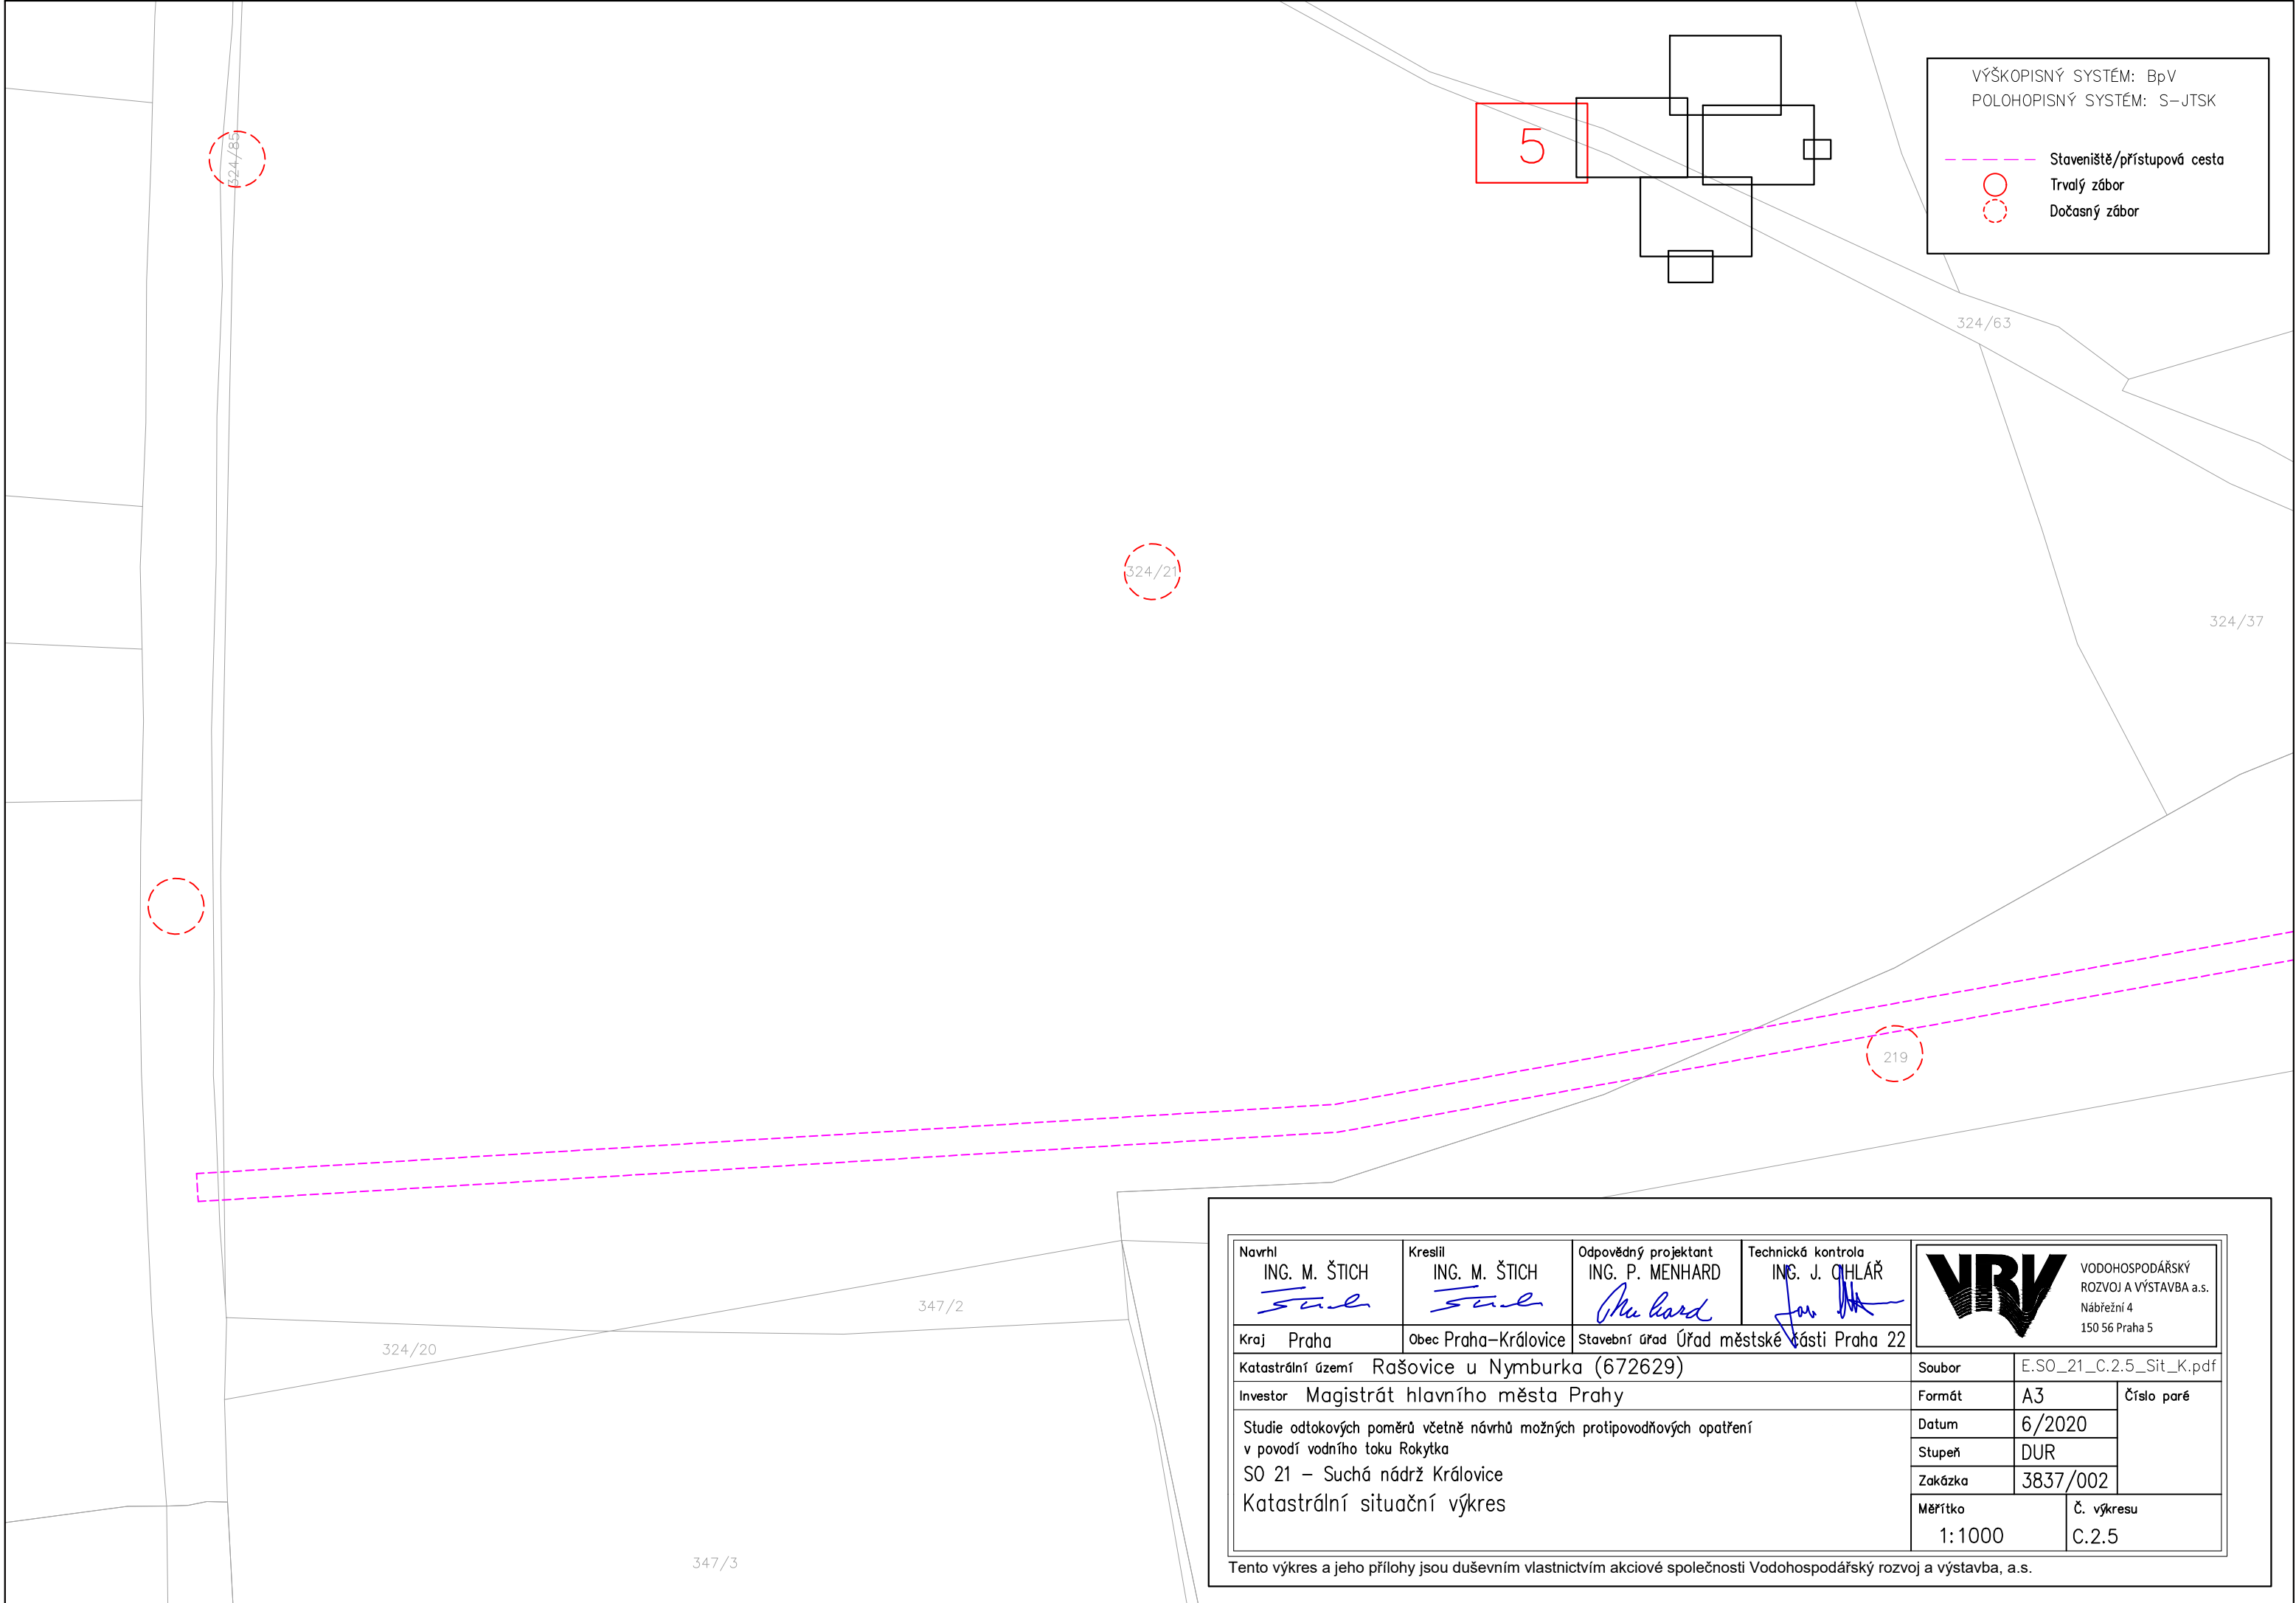 324/85
5
VÝŠKOPISNÝ SYSTÉM: BpV
POLOHOPISNÝ SYSTÉM: S-JTSK
Staveniště/přístupová cesta
Trvalý zábor
Dočasný zábor
324/63
324/21
324/37
219
347/2
324/20
347/3
Navrhl
ING. M. ŠTICH
Kreslil
ING. M. ŠTICH
Odpovědný projektant
ING. P. MENHARD
Technická kontrola
ING. J. CIHLÁŘ
VRV
VODOHOSPODÁŘSKÝ
ROZVOJ A VÝSTAVBA a.s.
Nábřežní 4
150 56 Praha 5
Kraj Praha
Obec Praha-Královice
Stavební úřad Úřad městské části Praha 22
Katastrální území Rašovice u Nymburka (672629)
Soubor E.SO_21_C.2.5_Sit_K.pdf
Investor Magistrát hlavního města Prahy
Formát A3
Číslo paré
Studie odtokových poměrů včetně návrhů možných protipovodňových opatření
v povodí vodního toku Rokytka
SO 21 - Suchá nádrž Královice
Katastrální situační výkres
Datum 6/2020
Stupeň DUR
Zakázka 3837/002
Měřítko
1:1000
Č. výkresu
C.2.5
Tento výkres a jeho přílohy jsou duševním vlastnictvím akciové společnosti Vodohospodářský rozvoj a výstavba, a.s.